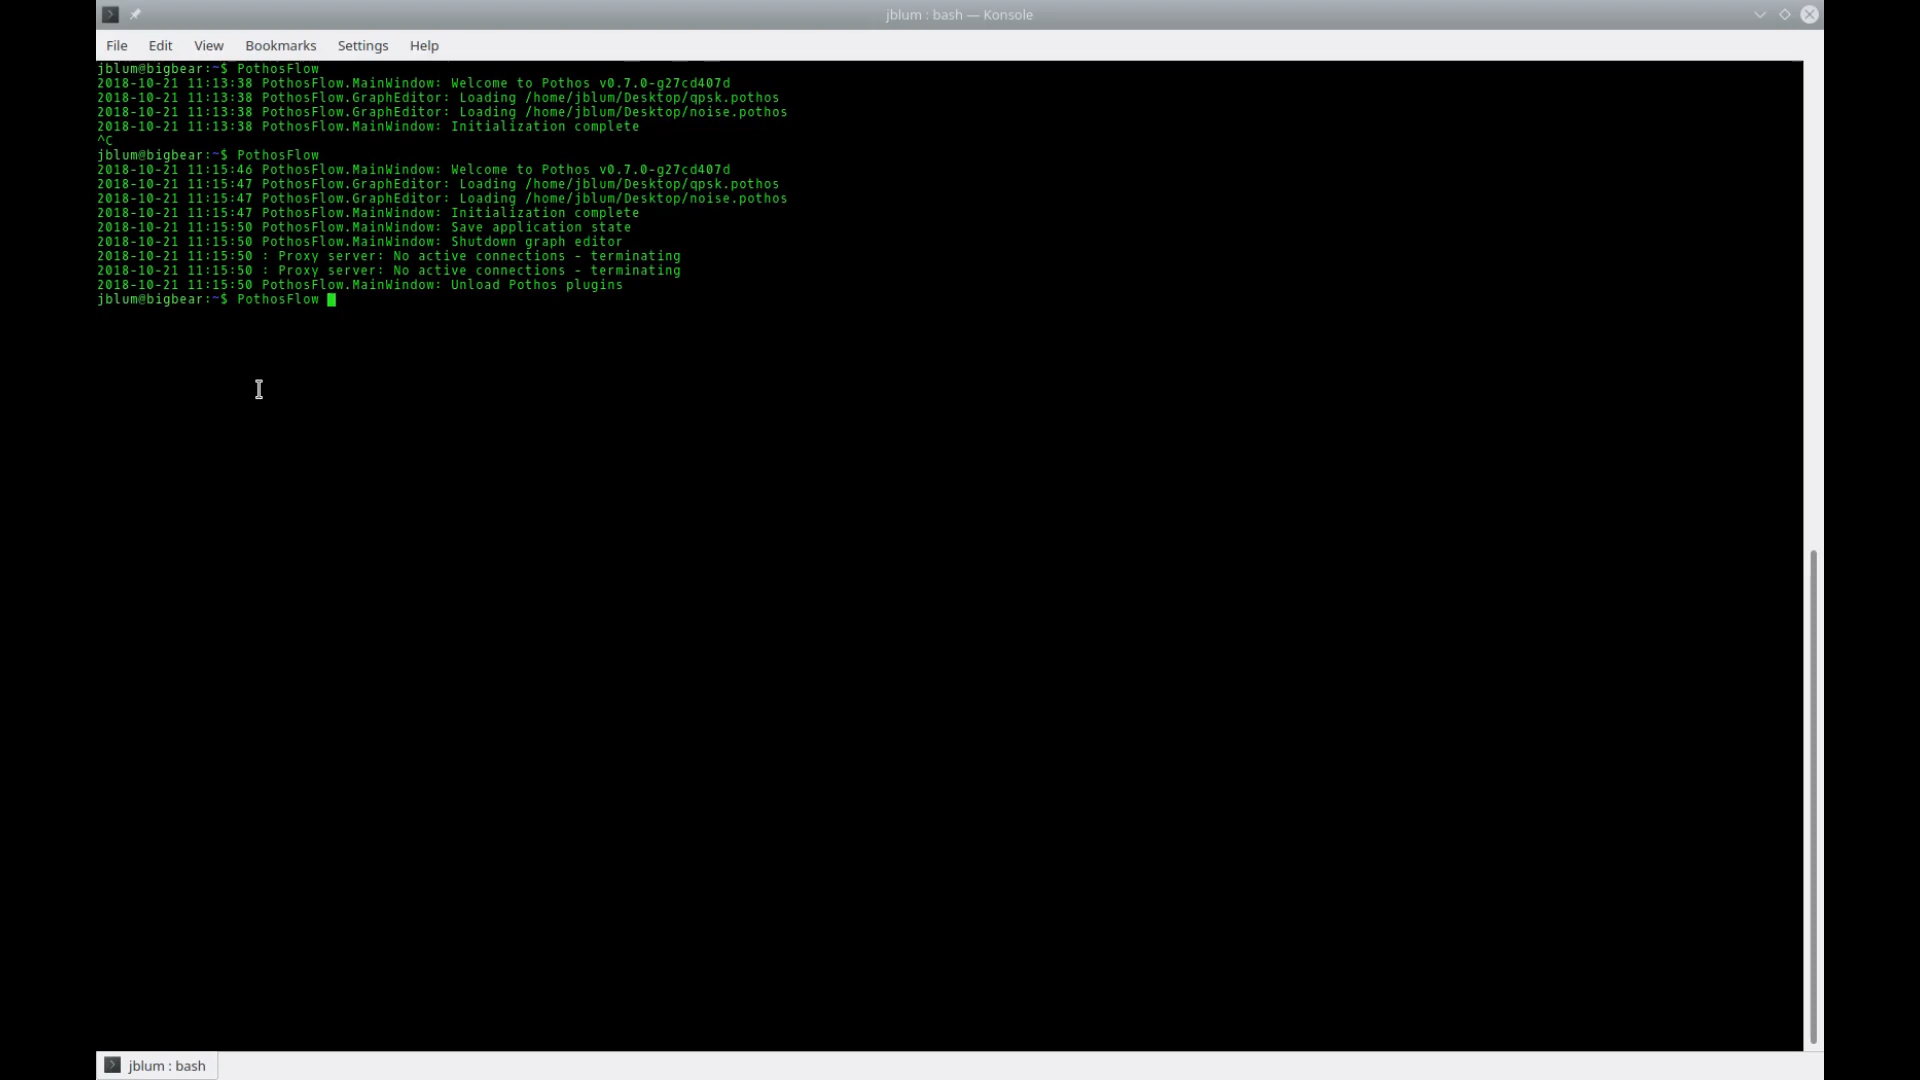 jblum : bash — Konsole
File Edit View Bookmarks Settings Help
jblum@bigbear:~$ PothosFlow
2018-10-21 11:13:38 PothosFlow.MainWindow: Welcome to Pothos v0.7.0-g27cd407d
2018-10-21 11:13:38 PothosFlow.GraphEditor: Loading /home/jblum/Desktop/qpsk.pothos
2018-10-21 11:13:38 PothosFlow.GraphEditor: Loading /home/jblum/Desktop/noise.pothos
2018-10-21 11:13:38 PothosFlow.MainWindow: Initialization complete
^C
jblum@bigbear:~$ PothosFlow
2018-10-21 11:15:46 PothosFlow.MainWindow: Welcome to Pothos v0.7.0-g27cd407d
2018-10-21 11:15:47 PothosFlow.GraphEditor: Loading /home/jblum/Desktop/qpsk.pothos
2018-10-21 11:15:47 PothosFlow.GraphEditor: Loading /home/jblum/Desktop/noise.pothos
2018-10-21 11:15:47 PothosFlow.MainWindow: Initialization complete
2018-10-21 11:15:50 PothosFlow.MainWindow: Save application state
2018-10-21 11:15:50 PothosFlow.MainWindow: Shutdown graph editor
2018-10-21 11:15:50 : Proxy server: No active connections - terminating
2018-10-21 11:15:50 : Proxy server: No active connections - terminating
2018-10-21 11:15:50 PothosFlow.MainWindow: Unload Pothos plugins
jblum@bigbear:~$ PothosFlow
jblum : bash